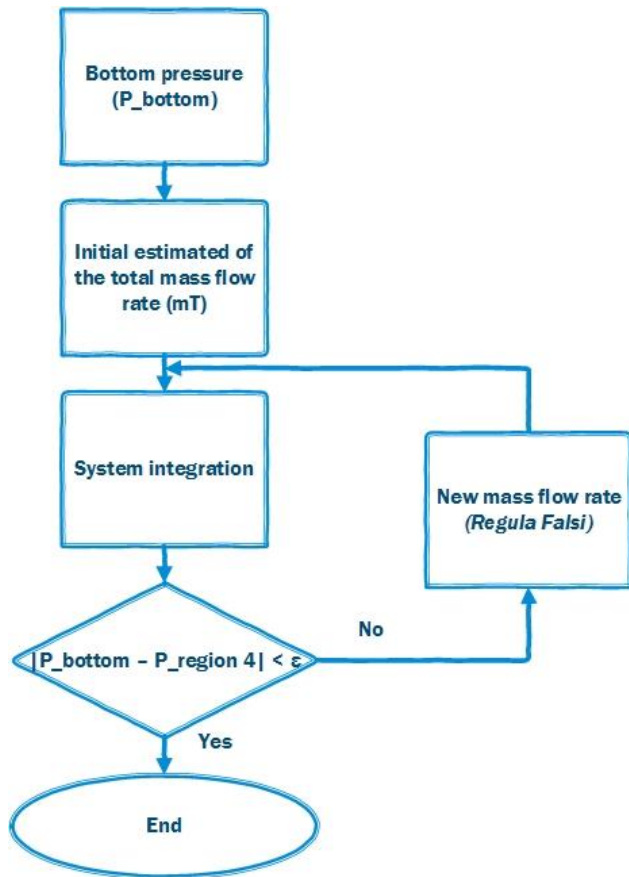 Bottom pressure
(P_bottom)
Initial estimated of
the total mass flow
rate (mT)
System integration
New mass flow rate
(Regula Falsi)
|P_bottom – P_region 4| < ε
No
Yes
End